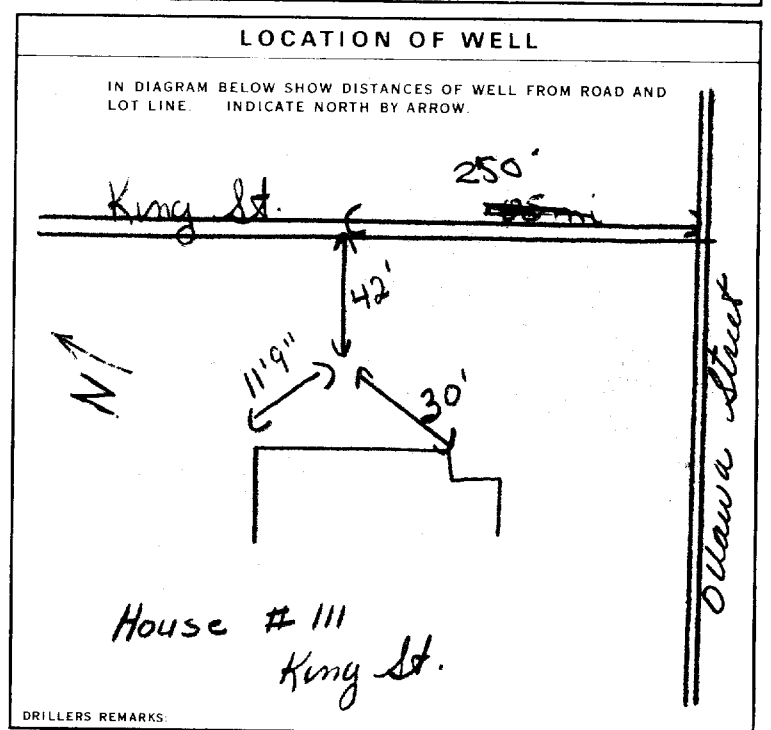 LOCATION OF WELL
IN DIAGRAM BELOW SHOW DISTANCES OF WELL FROM ROAD AND
LOT LINE. INDICATE NORTH BY ARROW.
250'
King St.
42'
11'9"
30'
N
Ottawa Street
House # 111
King St.
DRILLERS REMARKS: